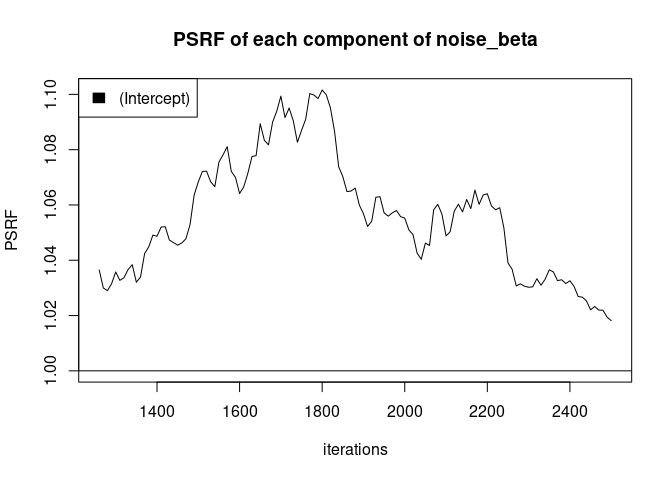 PSRF of each component of noise_beta
(Intercept)
PSRF
1.10
1.08
1.06
1.04
1.02
1.00
1400 1600 1800 2000 2200 2400
iterations